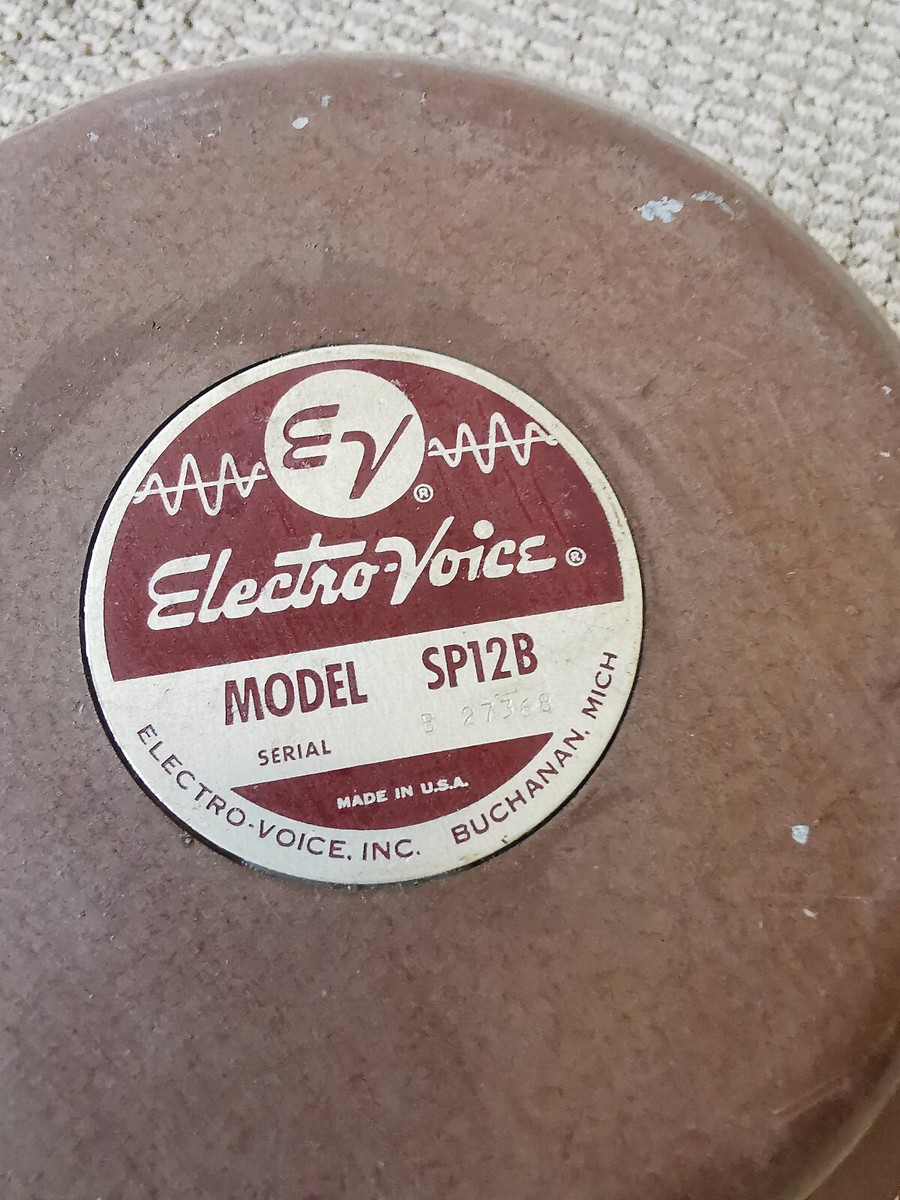 EV®
Electro-Voice®
MODEL SP12B
SERIAL B 27368
MADE IN U.S.A.
ELECTRO-VOICE, INC. BUCHANAN, MICH